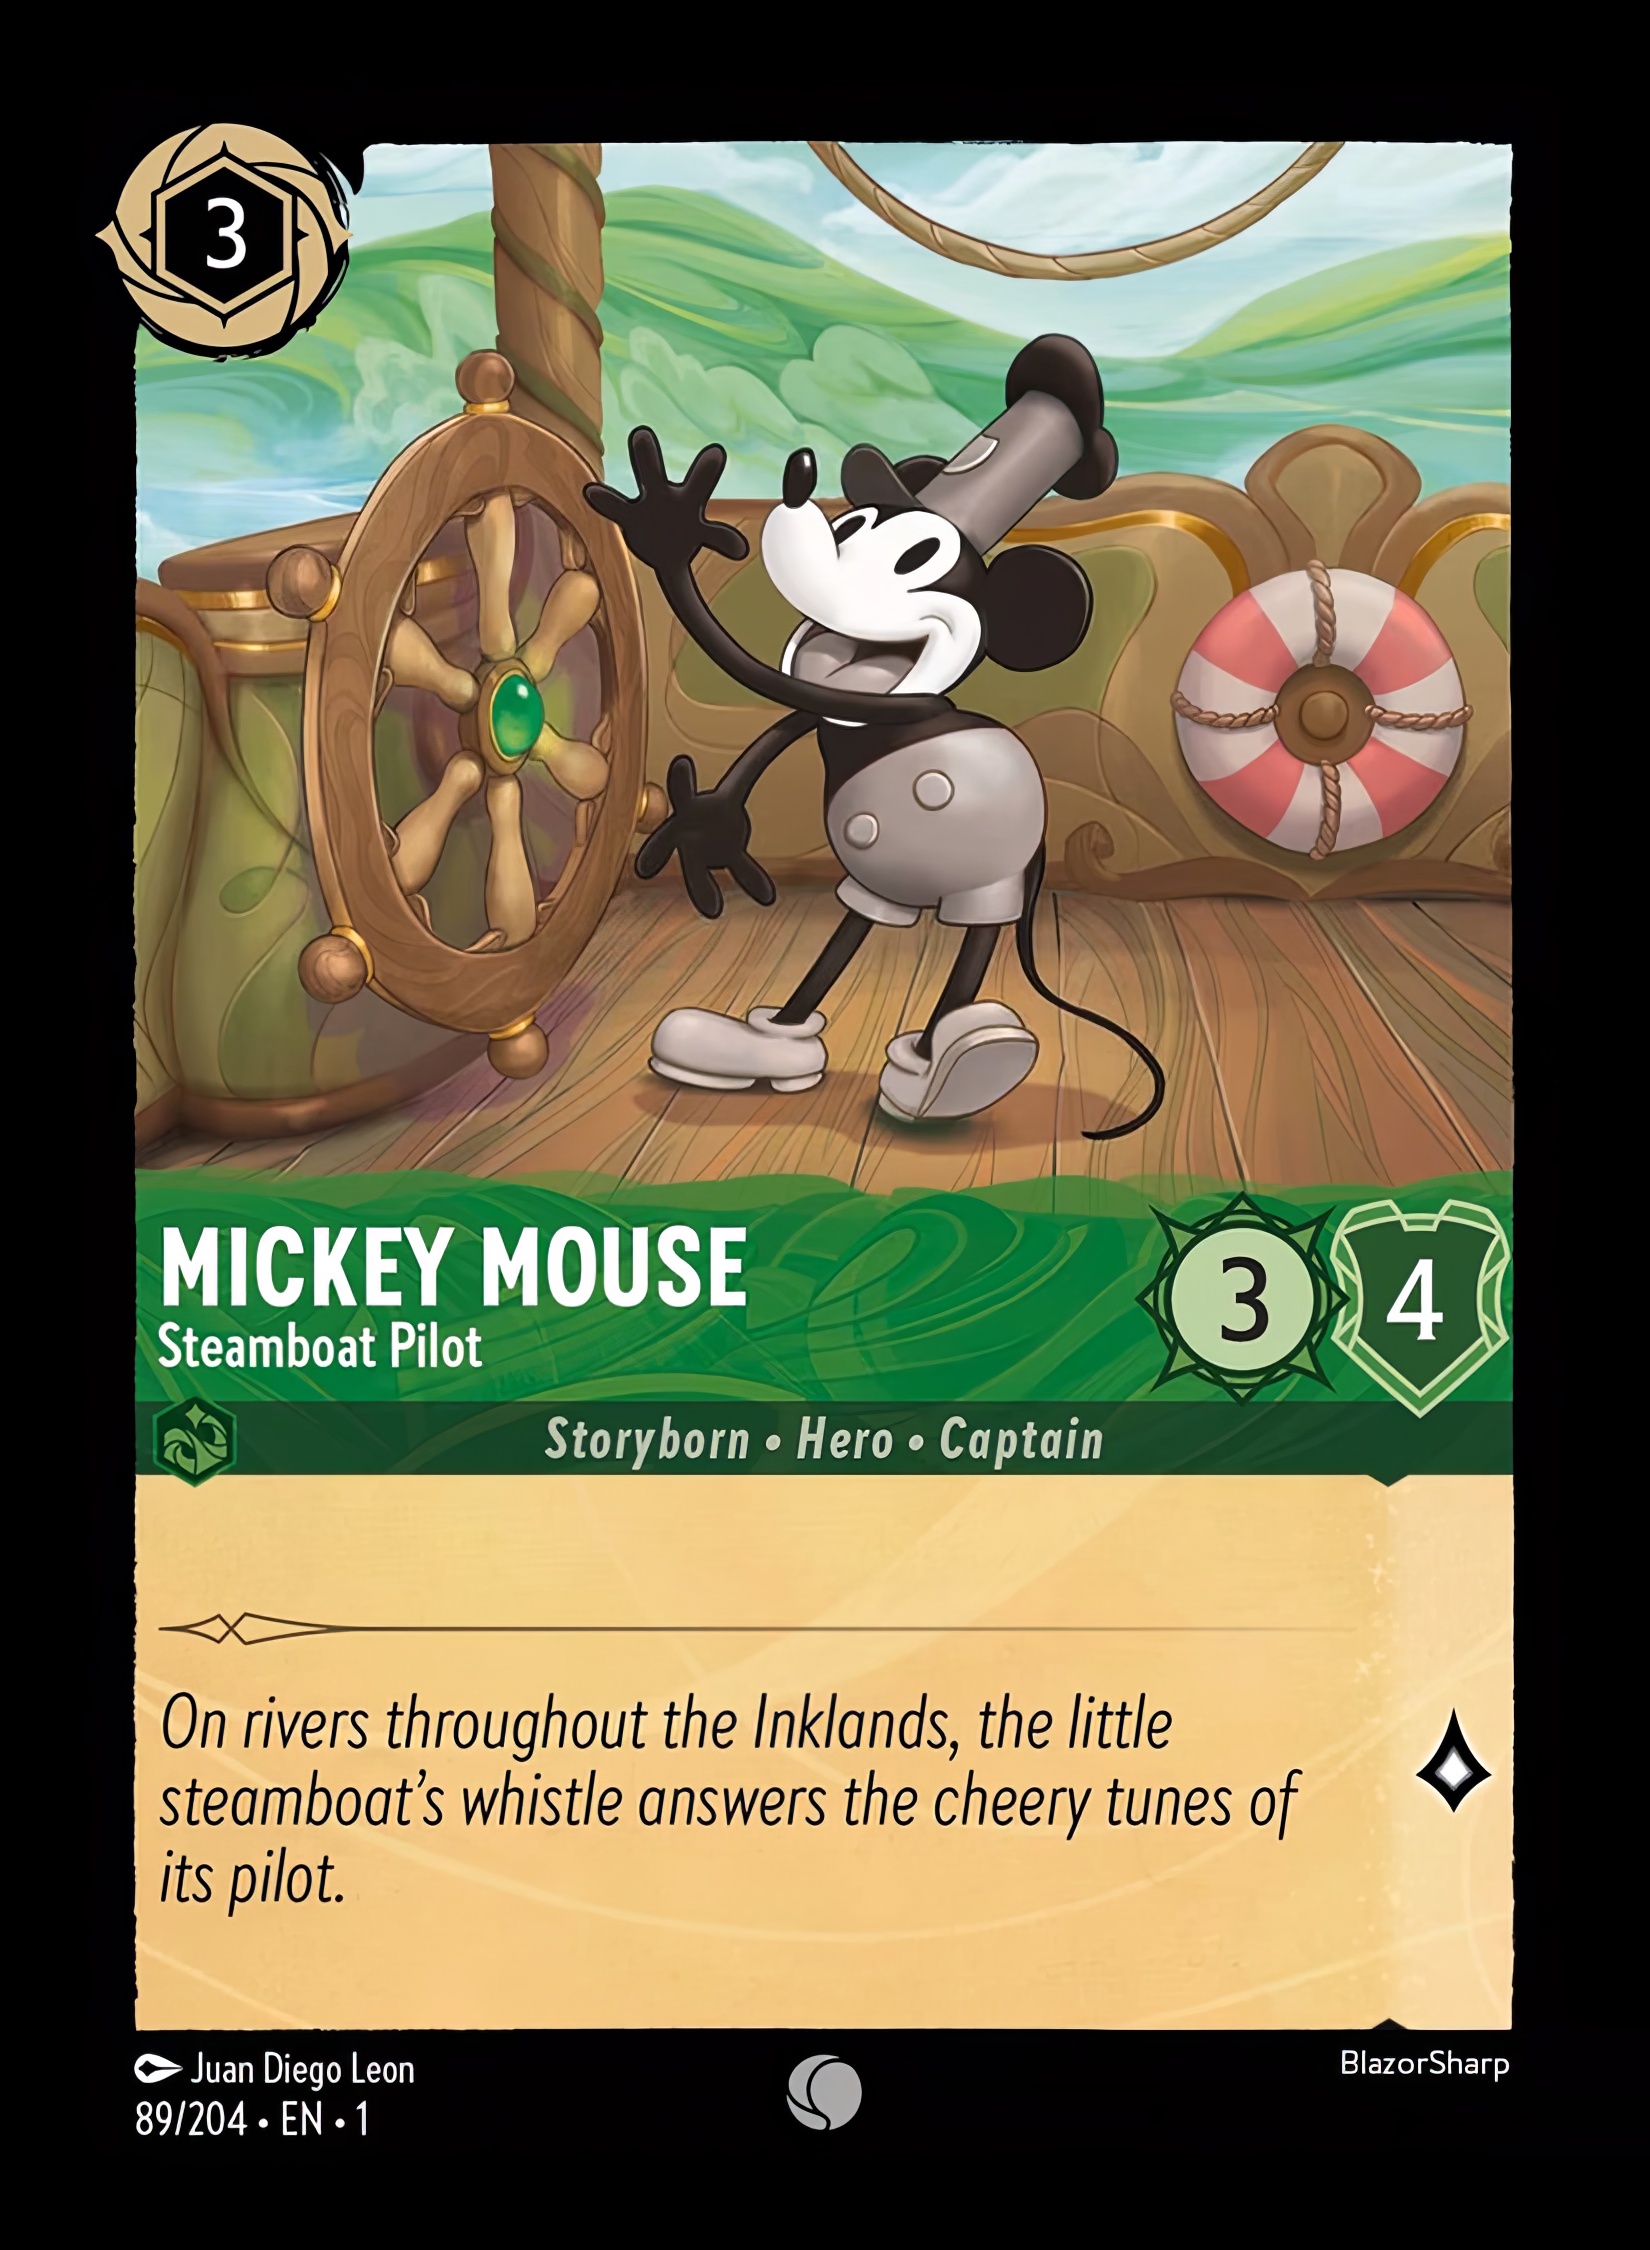 3
MICKEY MOUSE
Steamboat Pilot
3
4
Storyborn • Hero • Captain
On rivers throughout the Inklands, the little
steamboat’s whistle answers the cheery tunes of
its pilot.
Juan Diego Leon
BlazorSharp
89/204 • EN • 1